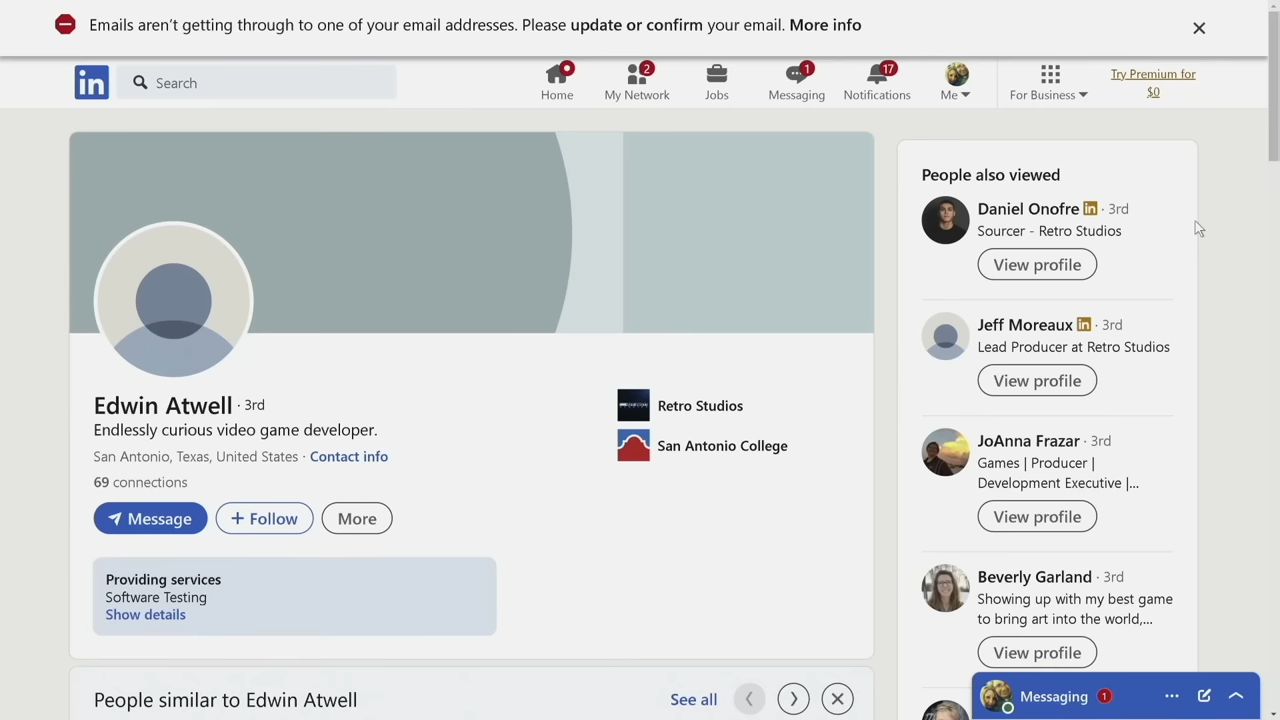 Emails aren't getting through to one of your email addresses. Please update or confirm your email. More info
in
Search
Home
2
My Network
Jobs
1
Messaging
17
Notifications
Me
For Business
Try Premium for
$0
Edwin Atwell · 3rd
Endlessly curious video game developer.
San Antonio, Texas, United States · Contact info
69 connections
Message
+ Follow
More
Retro Studios
San Antonio College
Providing services
Software Testing
Show details
People similar to Edwin Atwell
See all
People also viewed
Daniel Onofre in · 3rd
Sourcer - Retro Studios
View profile
Jeff Moreaux in · 3rd
Lead Producer at Retro Studios
View profile
JoAnna Frazar · 3rd
Games | Producer |
Development Executive |...
View profile
Beverly Garland · 3rd
Showing up with my best game
to bring art into the world,...
View profile
Messaging 1